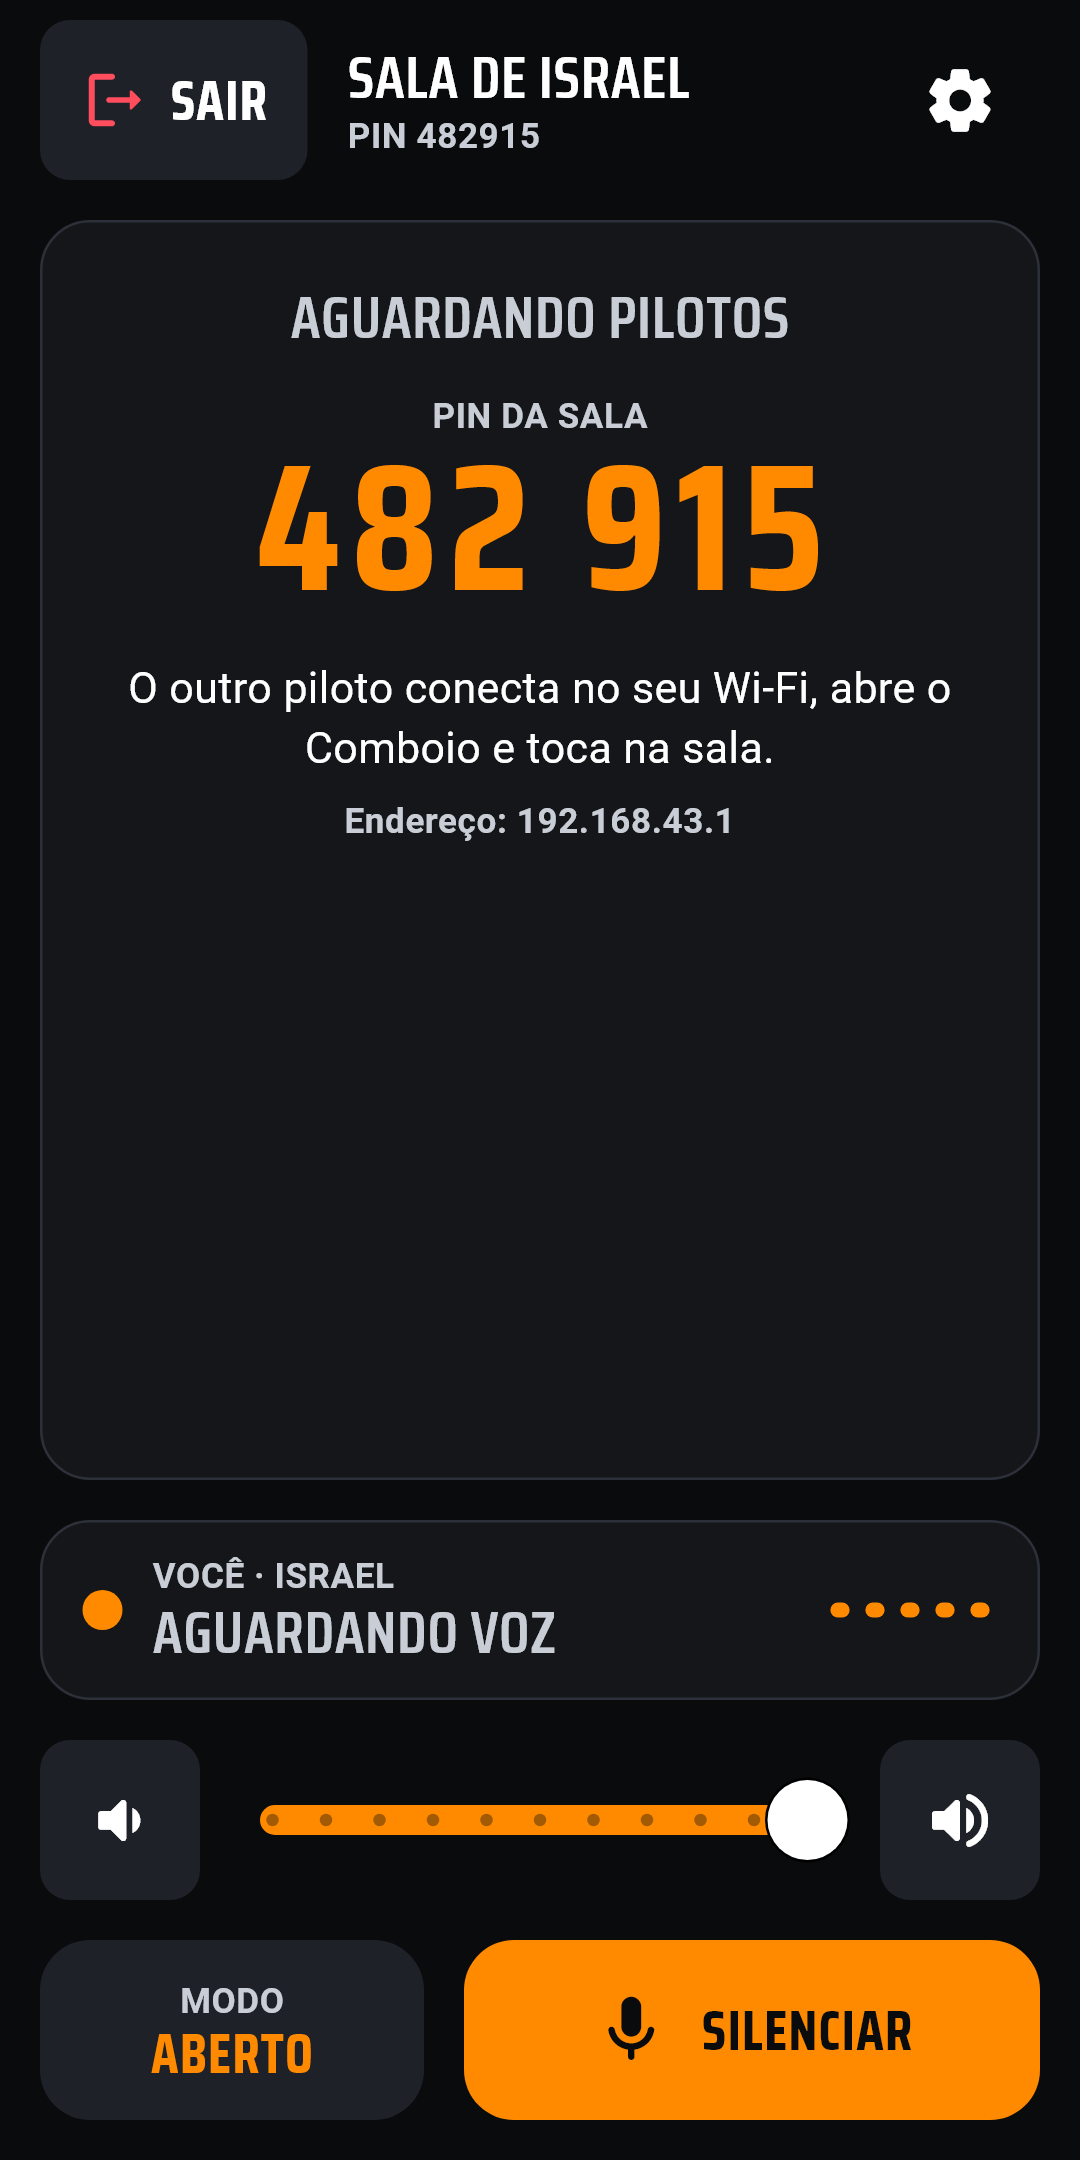 SAIR
SALA DE ISRAEL
PIN 482915
AGUARDANDO PILOTOS
PIN DA SALA
482 915
O outro piloto conecta no seu Wi-Fi, abre o
Comboio e toca na sala.
Endereço: 192.168.43.1
VOCÊ · ISRAEL
AGUARDANDO VOZ
MODO
ABERTO
SILENCIAR